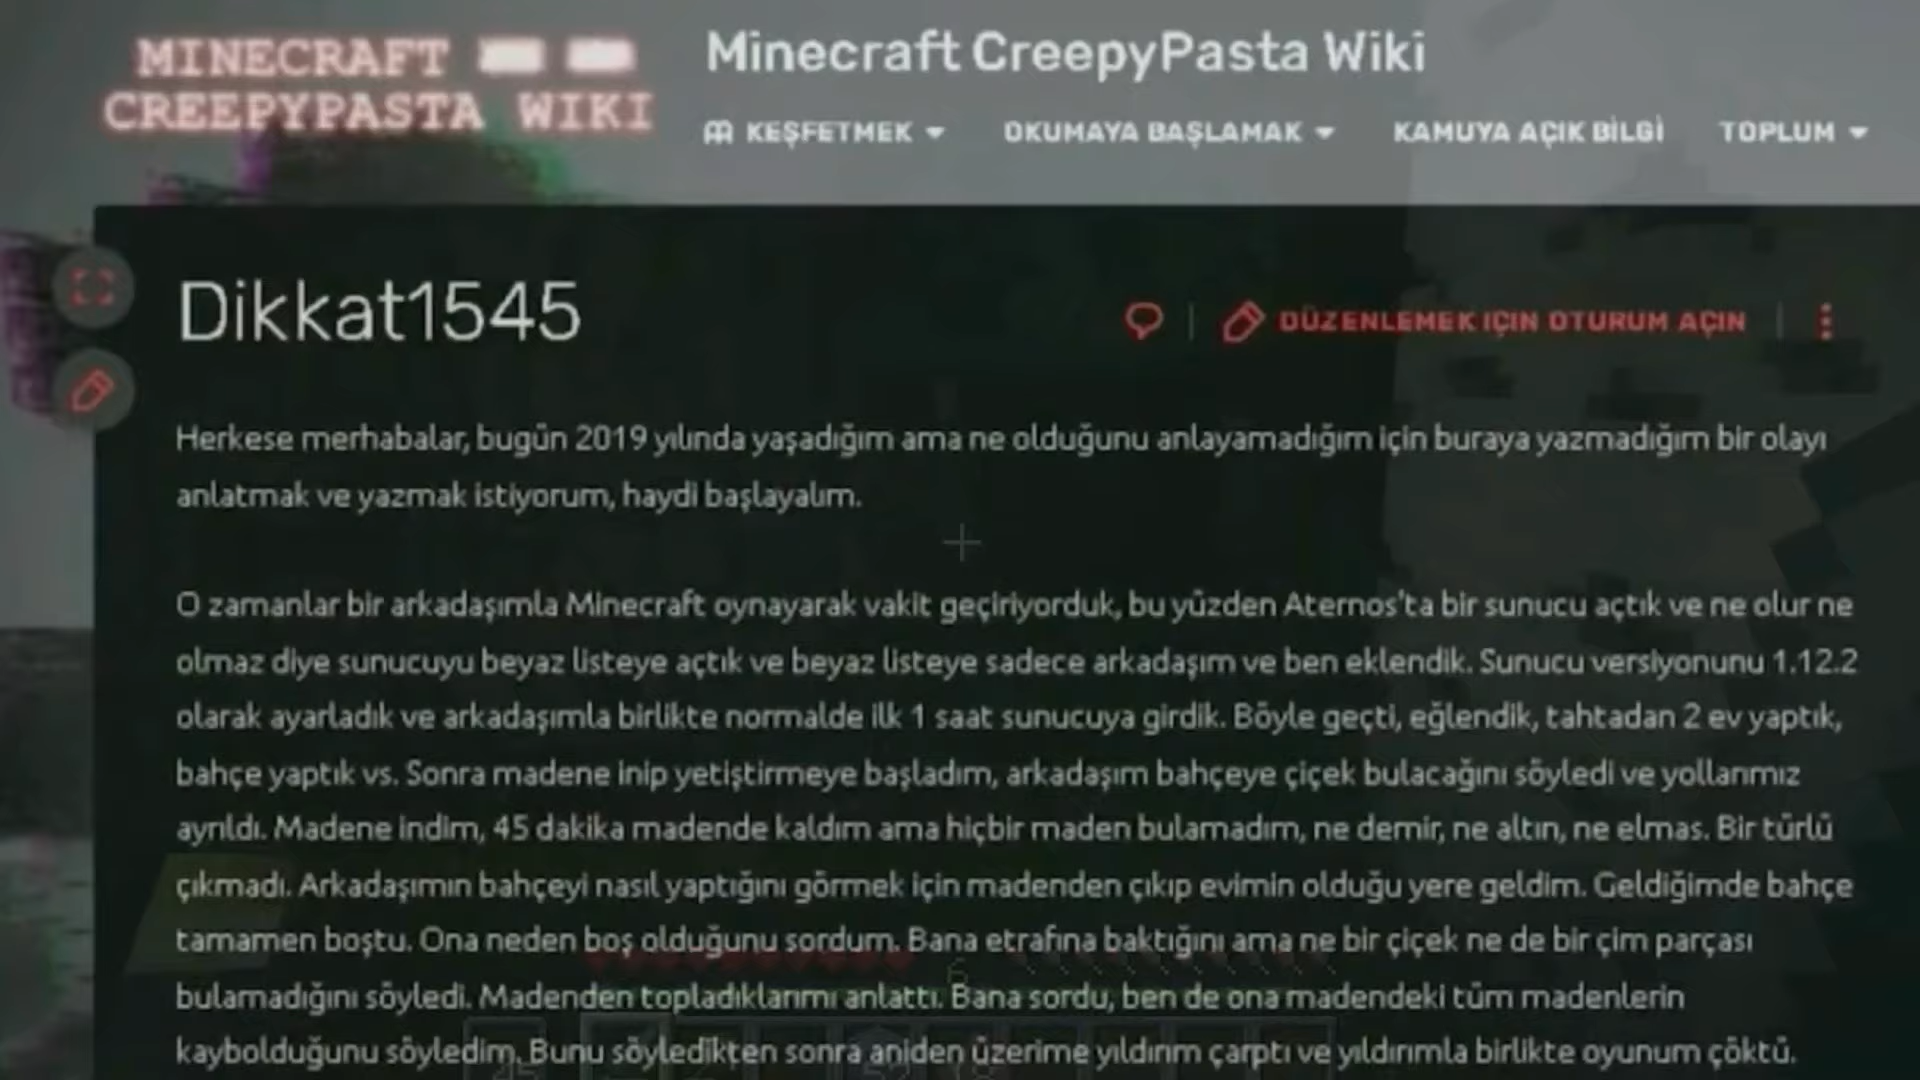 MINECRAFT
CREEPYPASTA WIKI
Minecraft CreepyPasta Wiki
KEŞFETMEK
OKUMAYA BAŞLAMAK
KAMUYA AÇIK BİLGİ
TOPLUM
Dikkat1545
DÜZENLEMEK IÇIN OTURUM AÇIN
Herkese merhabalar, bugün 2019 yılında yaşadığım ama ne olduğunu anlayamadığım için buraya yazmadığım bir olayı
anlatmak ve yazmak istiyorum, haydi başlayalım.
O zamanlar bir arkadaşımla Minecraft oynayarak vakit geçiriyorduk, bu yüzden Aternos'ta bir sunucu açtık ve ne olur ne
olmaz diye sunucuyu beyaz listeye açtık ve beyaz listeye sadece arkadaşım ve ben eklendik. Sunucu versiyonunu 1.12.2
olarak ayarladık ve arkadaşımla birlikte normalde ilk 1 saat sunucuya girdik. Böyle geçti, eğlendik, tahtadan 2 ev yaptık,
bahçe yaptık vs. Sonra madene inip yetiştirmeye başladım, arkadaşım bahçeye çiçek bulacağını söyledi ve yollarımız
ayrıldı. Madene indim, 45 dakika madende kaldım ama hiçbir maden bulamadım, ne demir, ne altın, ne elmas. Bir türlü
çıkmadı. Arkadaşımın bahçeyi nasıl yaptığını görmek için madenden çıkıp evimin olduğu yere geldim. Geldiğimde bahçe
tamamen boştu. Ona neden boş olduğunu sordum. Bana etrafına baktığını ama ne bir çiçek ne de bir çim parçası
bulamadığını söyledi. Madenden topladıklarımı anlattı. Bana sordu, ben de ona madendeki tüm madenlerin
kaybolduğunu söyledim. Bunu söyledikten sonra aniden üzerime yıldırım çarptı ve yıldırımla birlikte oyunum çöktü.